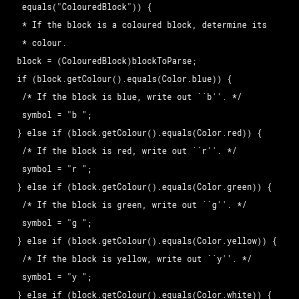 equals("ColouredBlock")) {
* If the block is a coloured block, determine its
* colour.
block = (ColouredBlock)blockToParse;
if (block.getColour().equals(Color.blue)) {
/* If the block is blue, write out ``b''. */
symbol = "b ";
} else if (block.getColour().equals(Color.red)) {
/* If the block is red, write out ``r''. */
symbol = "r ";
} else if (block.getColour().equals(Color.green)) {
/* If the block is green, write out ``g''. */
symbol = "g ";
} else if (block.getColour().equals(Color.yellow)) {
/* If the block is yellow, write out ``y''. */
symbol = "y ";
} else if (block.getColour().equals(Color.white)) {